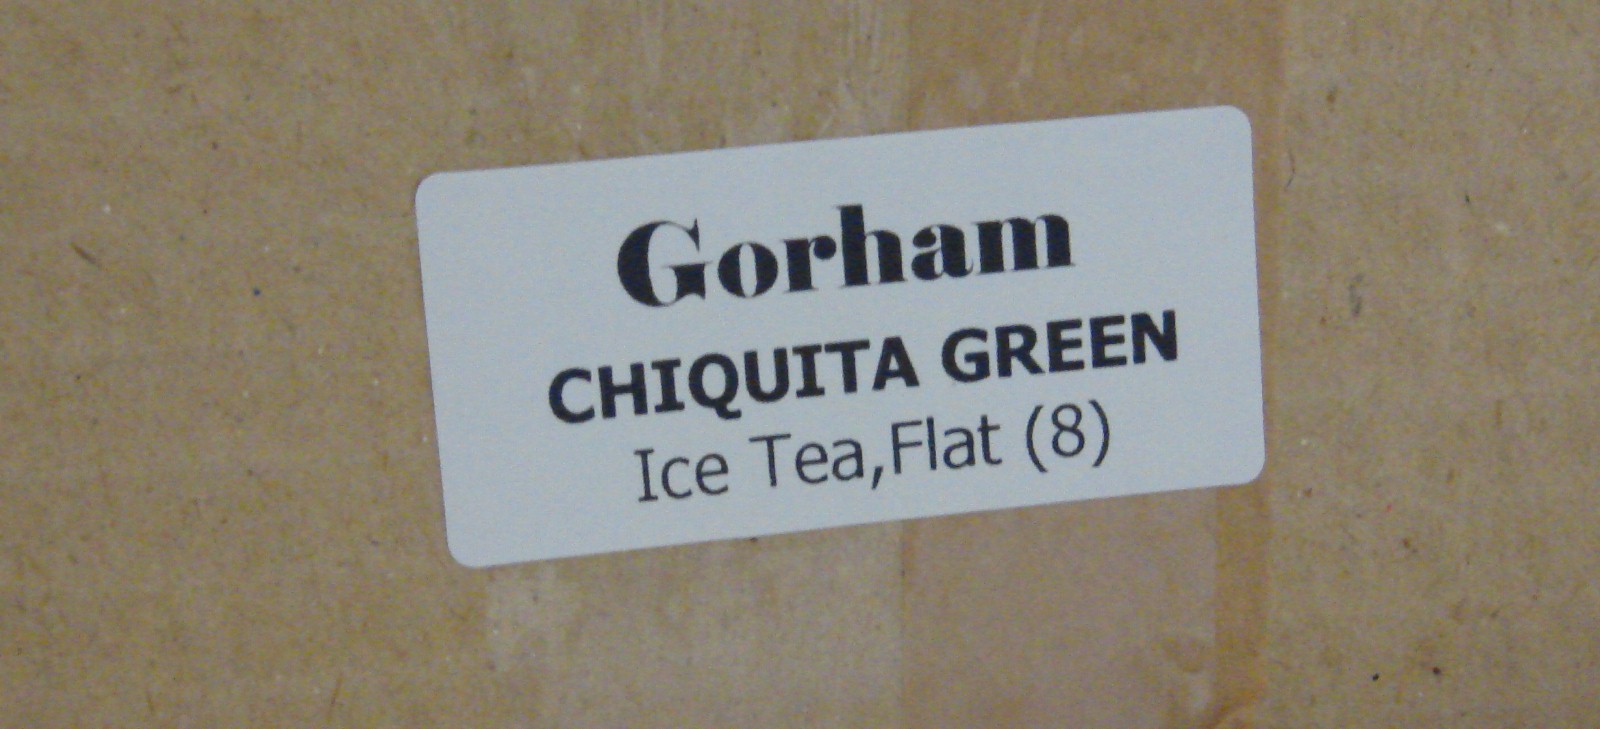 Gorham
CHIQUITA GREEN
Ice Tea,Flat (8)